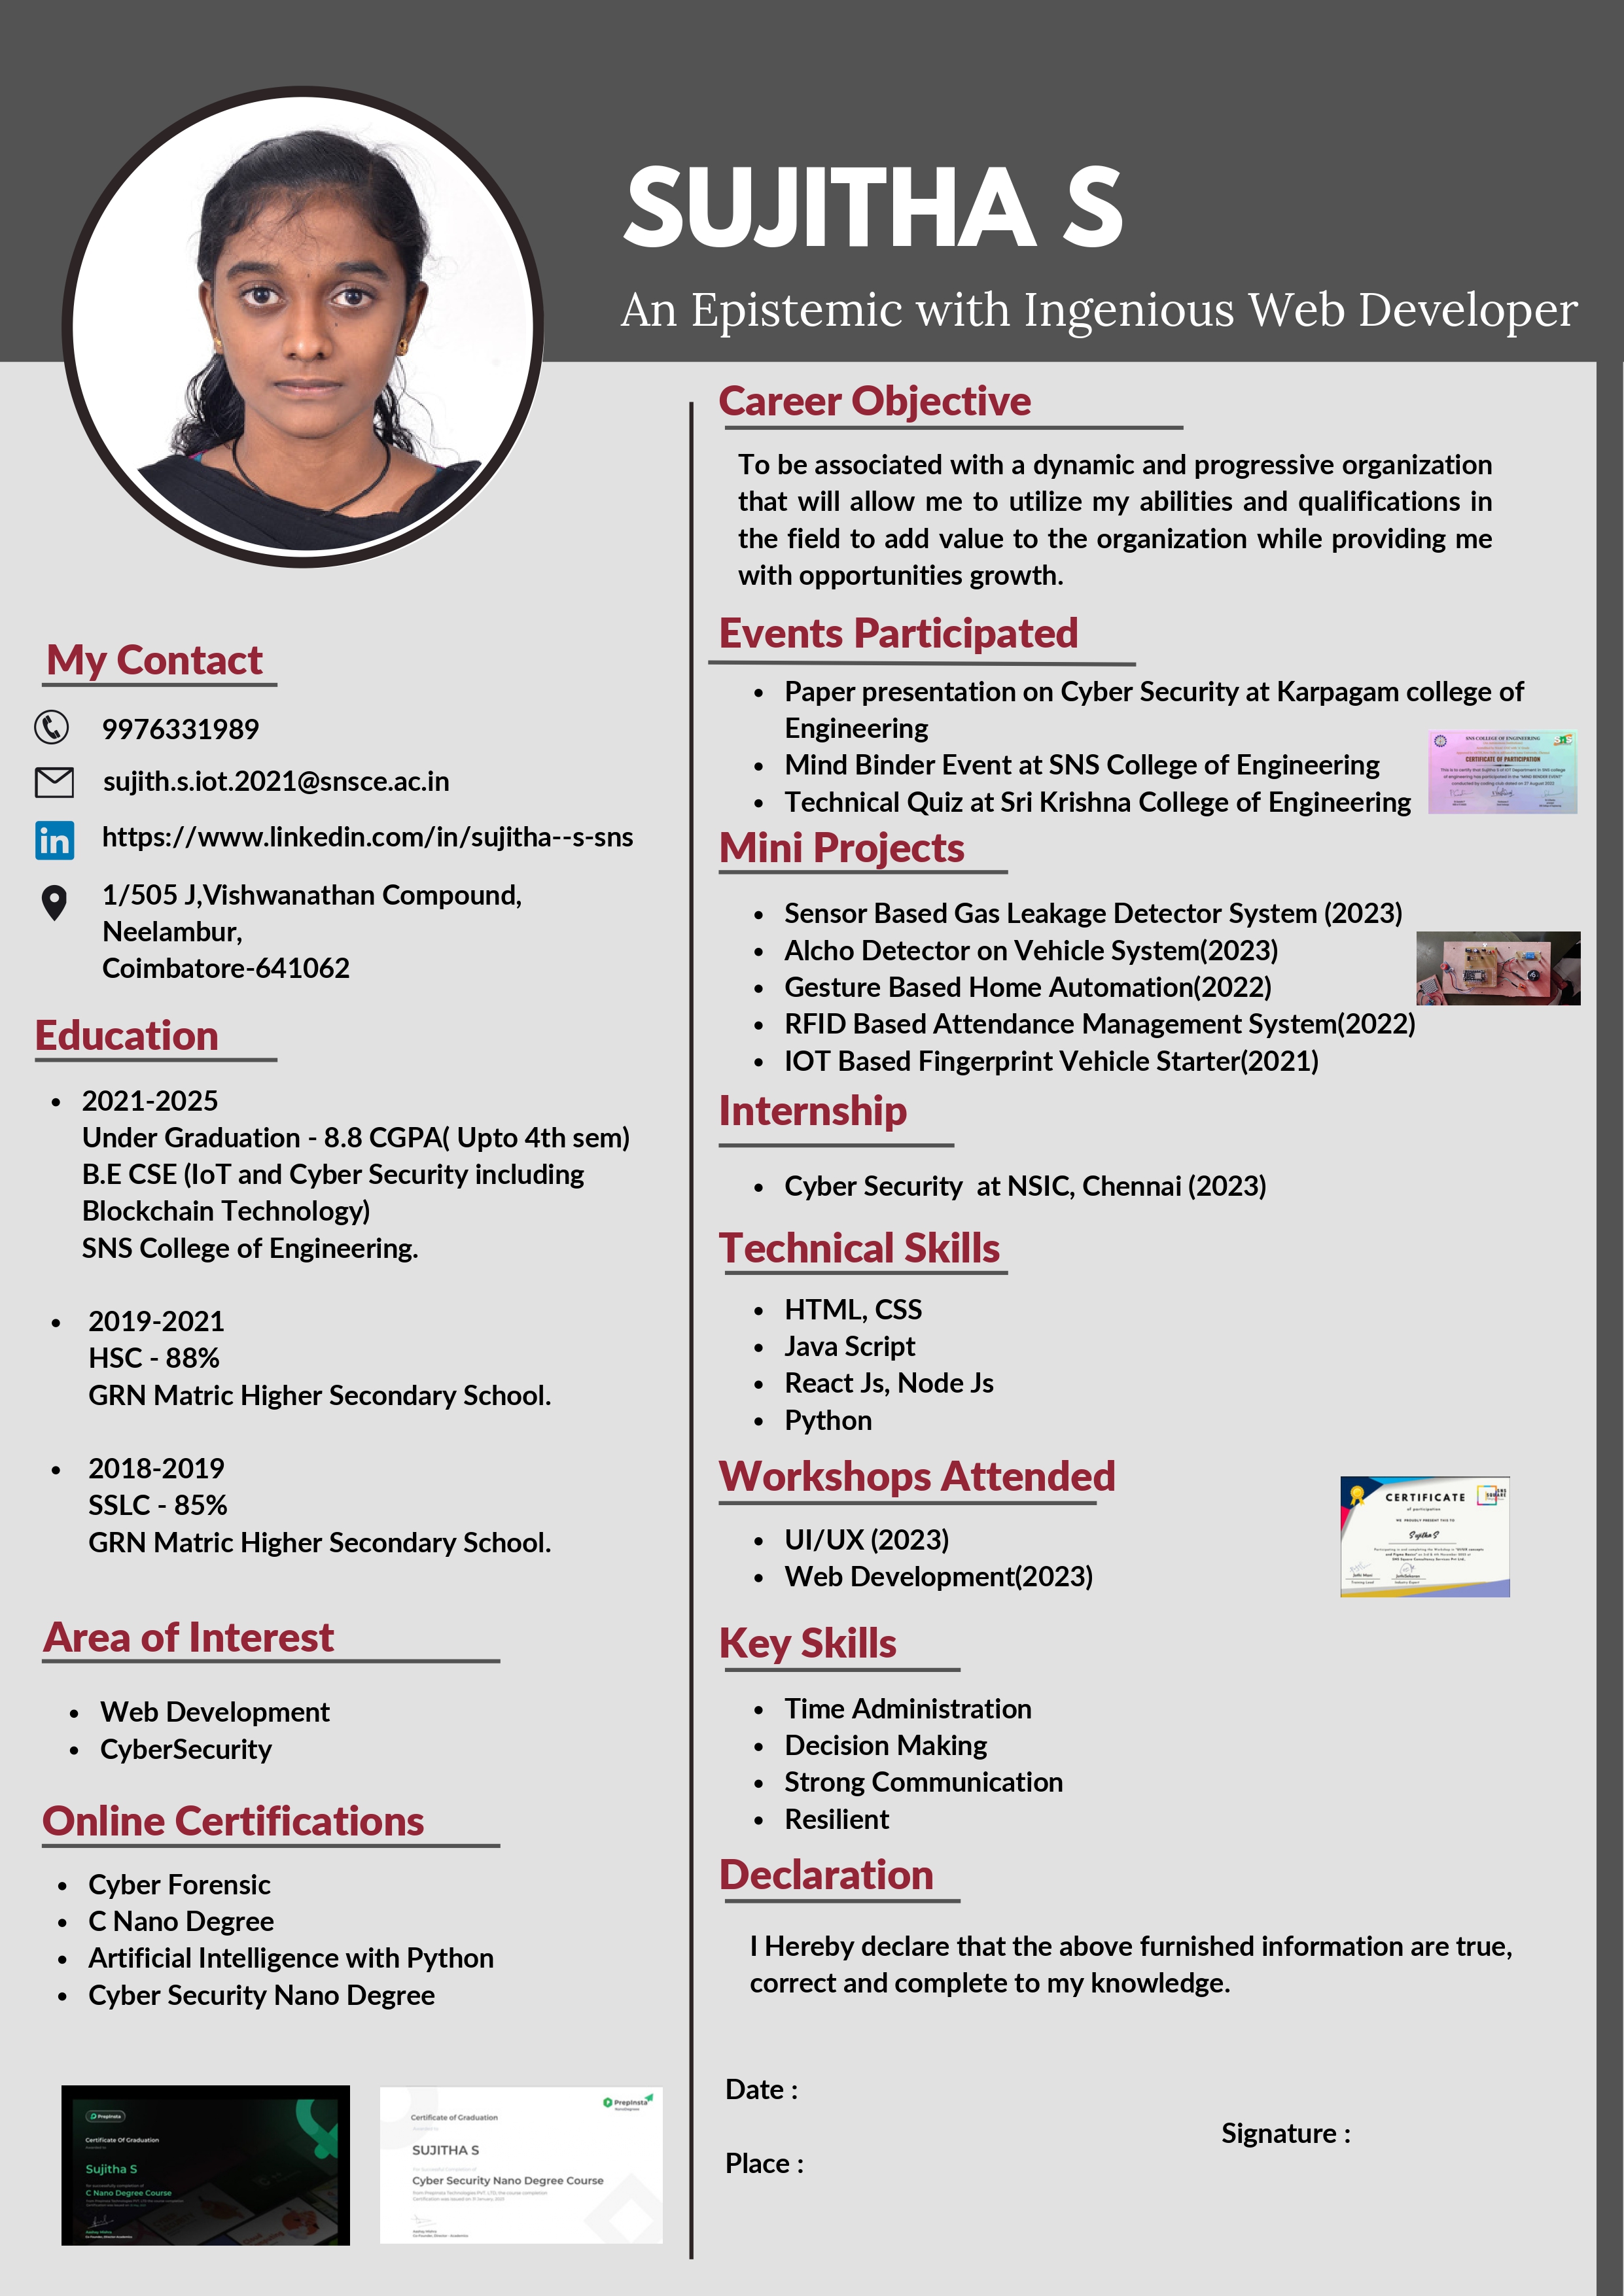 SUJITHA S
An Epistemic with Ingenious Web Developer
My Contact
9976331989
sujith.s.iot.2021@snsce.ac.in
https://www.linkedin.com/in/sujitha--s-sns
1/505 J,Vishwanathan Compound,
Neelambur,
Coimbatore-641062
Education
2021-2025
Under Graduation - 8.8 CGPA( Upto 4th sem)
B.E CSE (IoT and Cyber Security including
Blockchain Technology)
SNS College of Engineering.
2019-2021
HSC - 88%
GRN Matric Higher Secondary School.
2018-2019
SSLC - 85%
GRN Matric Higher Secondary School.
Area of Interest
Web Development
CyberSecurity
Online Certifications
Cyber Forensic
C Nano Degree
Artificial Intelligence with Python
Cyber Security Nano Degree
PrepInsta
Certificate Of Graduation
Sujitha S
C Nano Degree Course
PrepInsta
Certificate of Graduation
SUJITHA S
Cyber Security Nano Degree Course
Career Objective
To be associated with a dynamic and progressive organization
that will allow me to utilize my abilities and qualifications in
the field to add value to the organization while providing me
with opportunities growth.
Events Participated
Paper presentation on Cyber Security at Karpagam college of
Engineering
Mind Binder Event at SNS College of Engineering
Technical Quiz at Sri Krishna College of Engineering
SNS COLLEGE OF ENGINEERING
CERTIFICATE OF PARTICIPATION
Mini Projects
Sensor Based Gas Leakage Detector System (2023)
Alcho Detector on Vehicle System(2023)
Gesture Based Home Automation(2022)
RFID Based Attendance Management System(2022)
IOT Based Fingerprint Vehicle Starter(2021)
Internship
Cyber Security  at NSIC, Chennai (2023)
Technical Skills
HTML, CSS
Java Script
React Js, Node Js
Python
Workshops Attended
UI/UX (2023)
Web Development(2023)
CERTIFICATE
of participation
WE PROUDLY PRESENT THIS TO
Sujitha S
Key Skills
Time Administration
Decision Making
Strong Communication
Resilient
Declaration
I Hereby declare that the above furnished information are true,
correct and complete to my knowledge.
Date :
Signature :
Place :